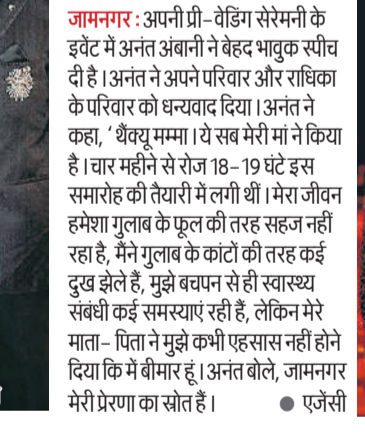 जामनगर : अपनी प्री-वेडिंग सेरेमनी के
इवेंट में अनंत अंबानी ने बेहद भावुक स्पीच
दी है । अनंत ने अपने परिवार और राधिका
के परिवार को धन्यवाद दिया । अनंत ने
कहा, ‘ थैंक्यू मम्मा । ये सब मेरी मां ने किया
है । चार महीने से रोज 18-19 घंटे इस
समारोह की तैयारी में लगी थीं । मेरा जीवन
हमेशा गुलाब के फूल की तरह सहज नहीं
रहा है, मैंने गुलाब के कांटों की तरह कई
दुख झेले हैं, मुझे बचपन से ही स्वास्थ्य
संबंधी कई समस्याएं रही हैं, लेकिन मेरे
माता- पिता ने मुझे कभी एहसास नहीं होने
दिया कि में बीमार हूं । अनंत बोले, जामनगर
मेरी प्रेरणा का स्रोत हैं । ● एजेंसी